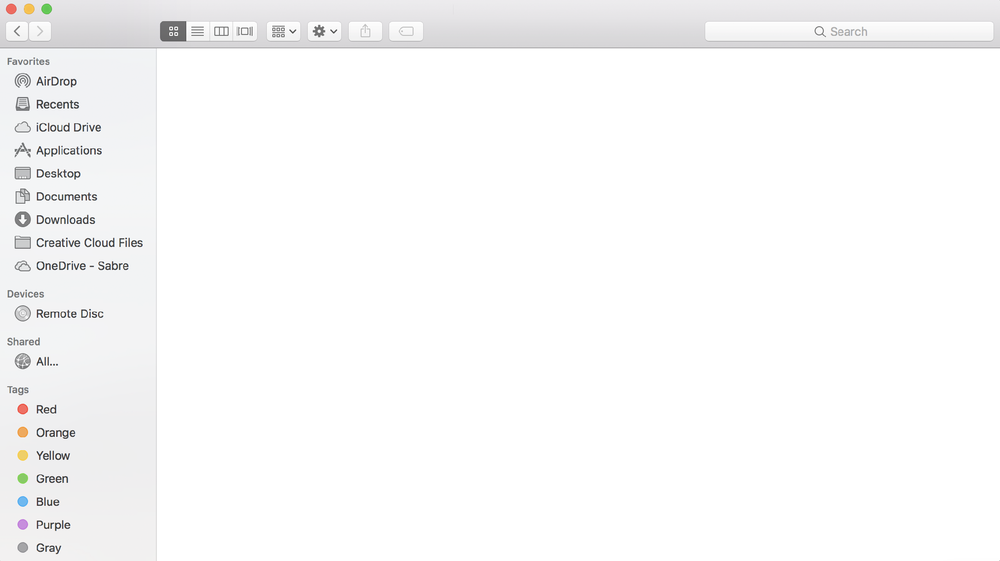 Search
Favorites
AirDrop
Recents
iCloud Drive
Applications
Desktop
Documents
Downloads
Creative Cloud Files
OneDrive - Sabre
Devices
Remote Disc
Shared
All...
Tags
Red
Orange
Yellow
Green
Blue
Purple
Gray